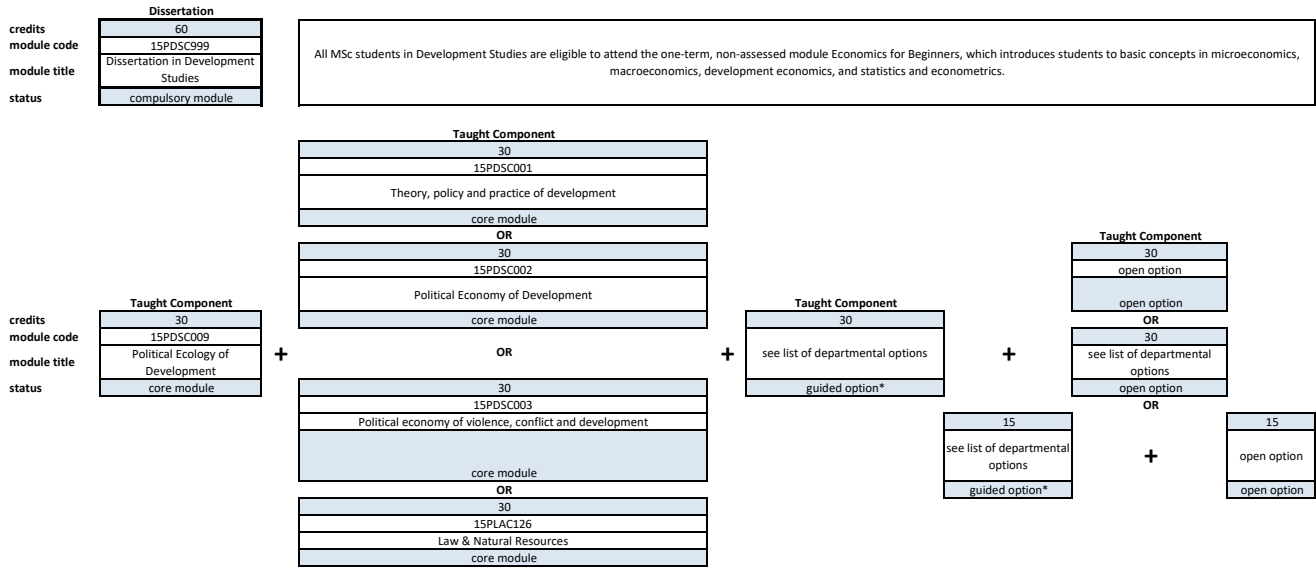 Dissertation
credits
60
module code
15PDSC999
module title
Dissertation in Development
Studies
status
compulsory module
All MSc students in Development Studies are eligible to attend the one-term, non-assessed module Economics for Beginners, which introduces students to basic concepts in microeconomics,
macroeconomics, development economics, and statistics and econometrics.
Taught Component
credits
30
module code
15PDSC009
module title
Political Ecology of
Development
status
core module
+
Taught Component
30
15PDSC001
Theory, policy and practice of development
core module
OR
30
15PDSC002
Political Economy of Development
core module
OR
30
15PDSC003
Political economy of violence, conflict and development
core module
OR
30
15PLAC126
Law & Natural Resources
core module
+
Taught Component
30
see list of departmental options
guided option*
+
Taught Component
30
open option
open option
OR
30
see list of departmental
options
open option
OR
15
see list of departmental
options
guided option*
+
15
open option
open option